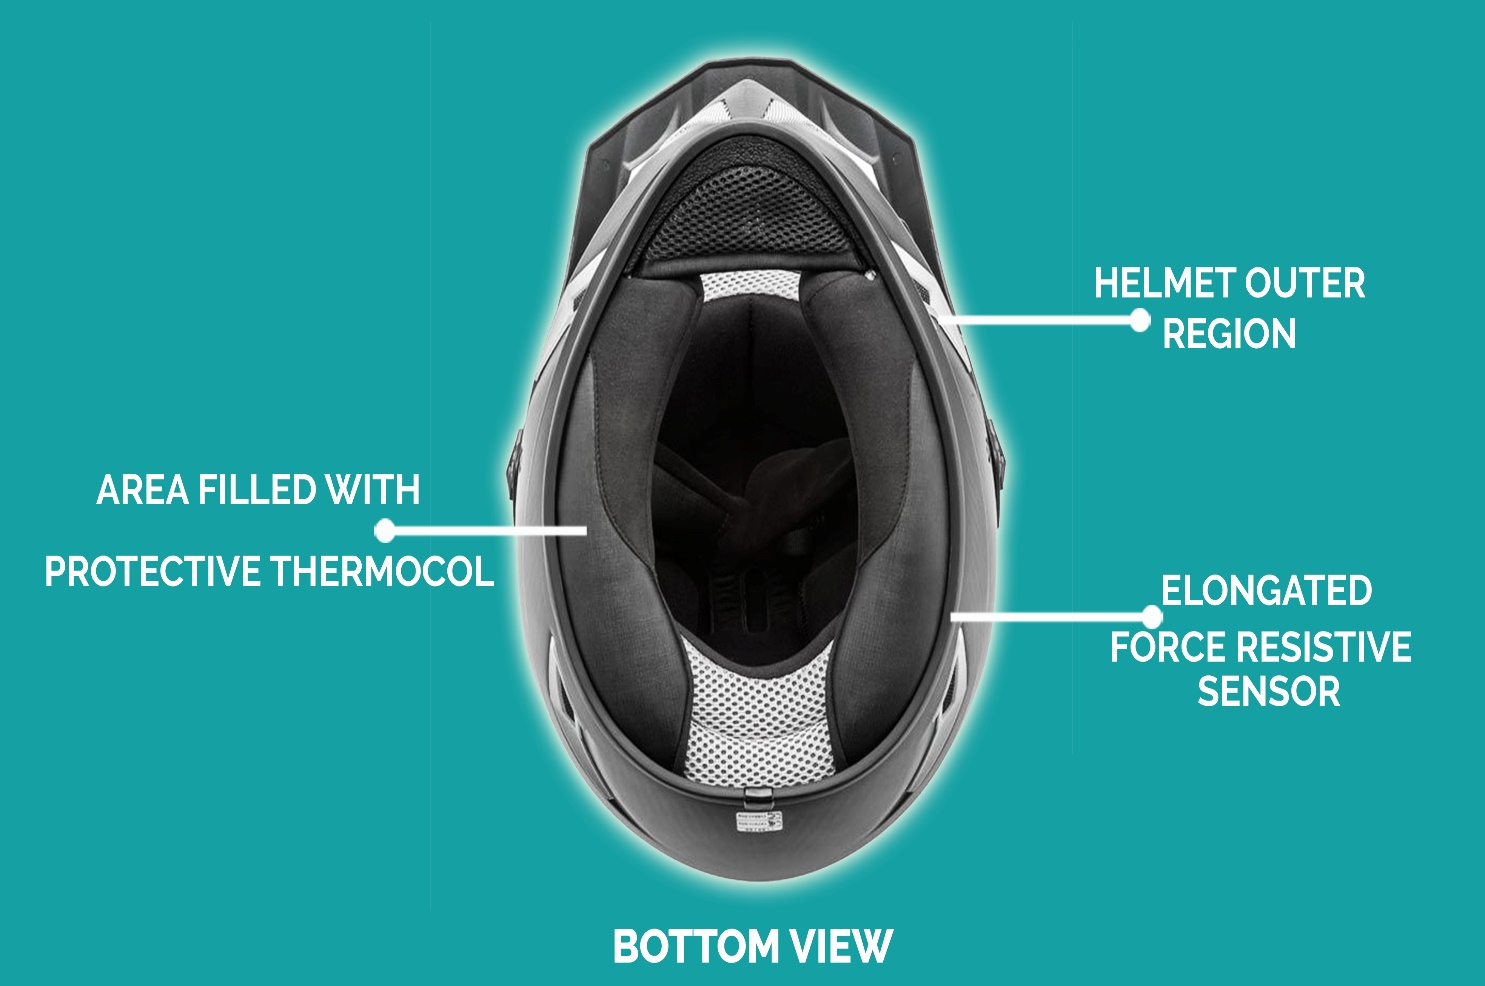 HELMET OUTER
REGION
AREA FILLED WITH
PROTECTIVE THERMOCOL
ELONGATED
FORCE RESISTIVE
SENSOR
BOTTOM VIEW